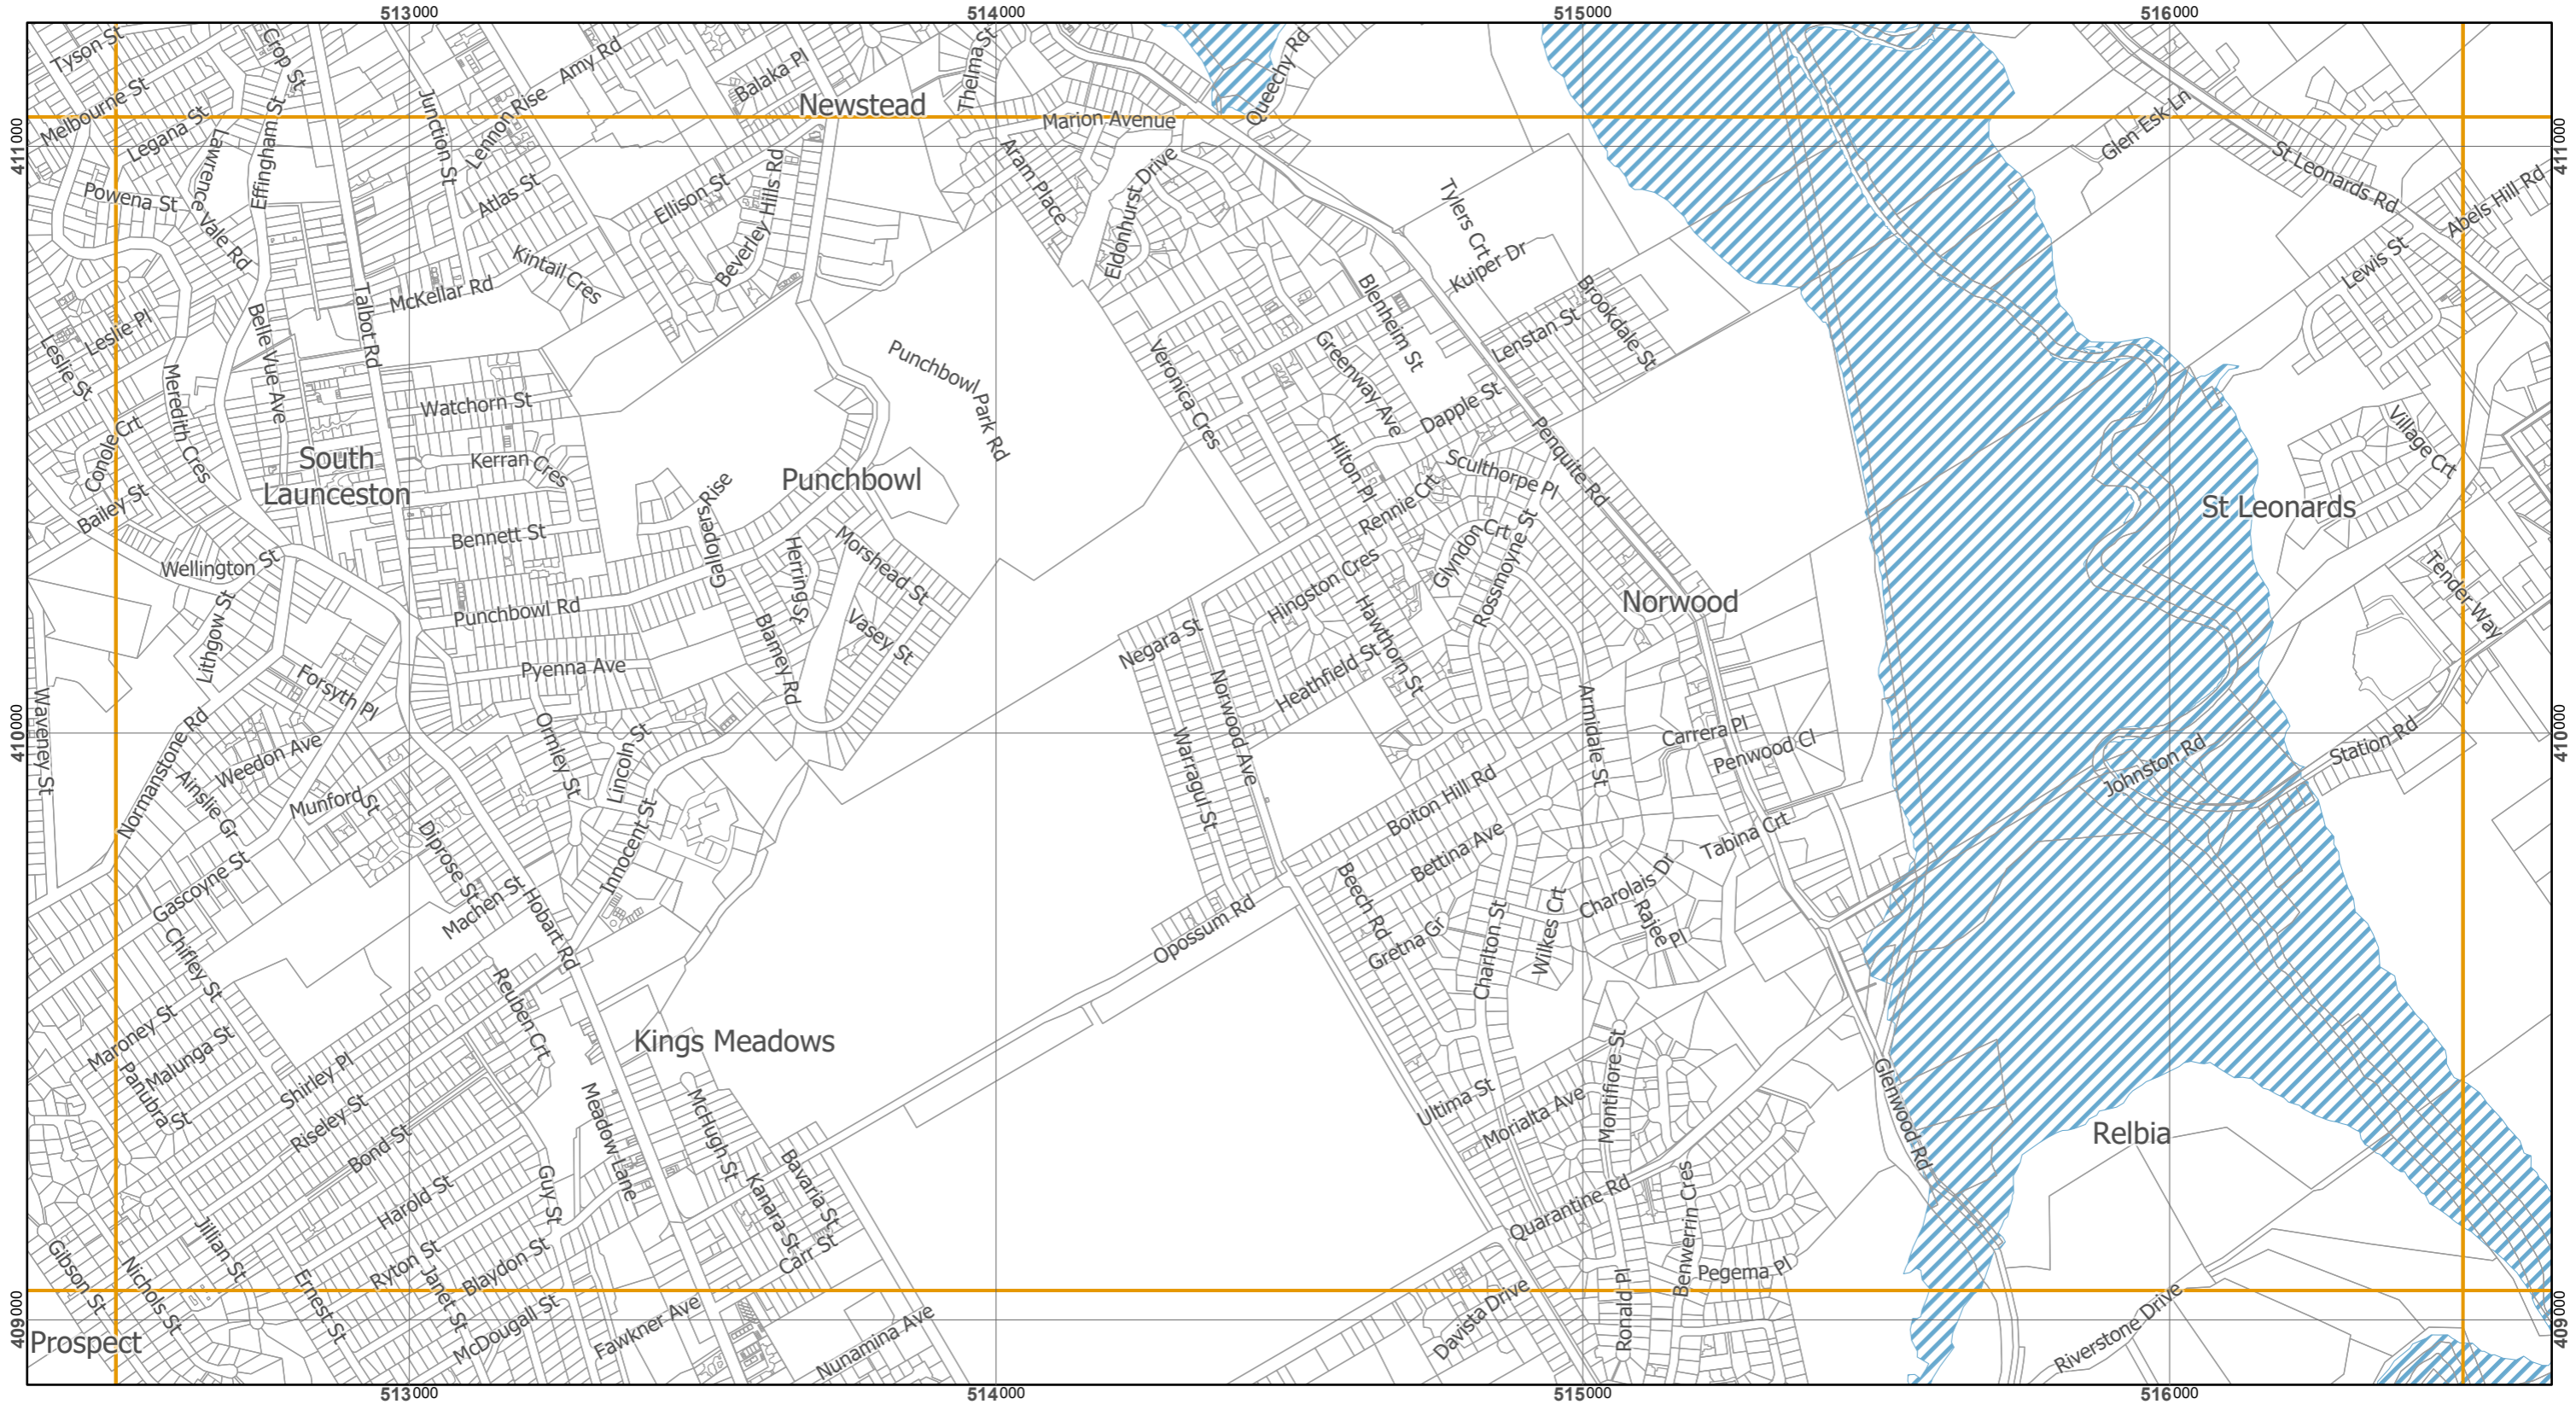 513000
514000
515000
516000
Tyson St
Crop St
Amy Rd
Balaka Pl
Thelma St
Queechy Rd
Melbourne St
Newstead
Marion Avenue
Glen Esk Ln
411000
411000
Legana St
Lawrence Vale Rd
Effingham St
Junction St
Lennon Rise
Aram Place
Eldonhurst Drive
St Leonards Rd
Abels Hill Rd
Powena St
Atlas St
Ellison St
Beverley Hills Rd
Tylers Crt
Kuiper Dr
Lewis St
Kintail Cres
McKellar Rd
Talbot Rd
Belle Vue Ave
Blenheim St
Brookdale St
Lenstan St
Leslie Pl
Leslie St
Meredith Cres
Punchbowl Park Rd
Veronica Cres
Greenway Ave
Dapple St
Watchorn St
Conole Crt
South
Launceston
Kerran Cres
Punchbowl
Hilton Pl
Sculthorpe Pl
Penquite Rd
Village Crt
Bailey St
Galloper's Rise
Rennie Crt
St Leonards
Bennett St
Morshead St
Glyndon Crt
Rossmoyne St
Wellington St
Herring St
Hingston Cres
Tender Way
Lithgow St
Punchbowl Rd
Vasey St
Blamey Rd
Negara St
Hawthorn St
Norwood
Pyenna Ave
Heathfield St
Forsyth Pl
Norwood Ave
Armidale St
Waveney St
410000
410000
Normanstone Rd
Weedon Ave
Ormley St
Lincoln St
Warragul St
Carrera Pl
Penwood Cl
Johnston Rd
Station Rd
Ainslie Gr
Munford St
Boiton Hill Rd
Innocent St
Diprose St
Bettina Ave
Tabina Crt
Gascoyne St
Machen St
Hobart Rd
Beech Rd
Charolais Dr
Rajee Pl
Opossum Rd
Gretna Gr
Charlton St
Wilkes Crt
Chifley St
Reuben Crt
Maroney St
Malunga St
Panubra St
Kings Meadows
Shirley Pl
Riseley St
Bond St
Meadow Lane
McHugh St
Ultima St
Morialta Ave
Montifiore St
Glenwood Rd
Relbia
Harold St
Guy St
Bavaria St
Kanara St
Carr St
Quarantine Rd
Benwerrin Cres
Gibson St
Nichols St
Jillian St
Ernest St
Ryton St
Janet St
Blaydon St
Pegema Pl
409000
409000
Prospect
McDougall St
Fawkner Ave
Nunamina Ave
Davista Drive
Ronald Pl
Riverstone Drive
513000
514000
515000
516000